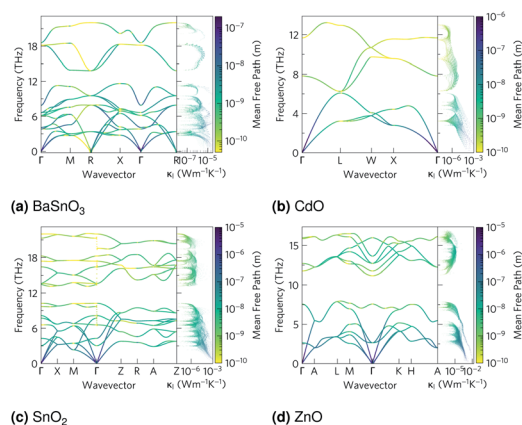 18
12
6
0
Frequency (THz)
Γ M R X Γ R
Wavevector
10⁻⁷ 10⁻⁵
κₗ (Wm⁻¹K⁻¹)
10⁻⁷
10⁻⁸
10⁻⁹
10⁻¹⁰
Mean Free Path (m)
(a) BaSnO₃
12
8
4
0
Frequency (THz)
Γ L W X Γ
Wavevector
10⁻⁶ 10⁻³
κₗ (Wm⁻¹K⁻¹)
10⁻⁶
10⁻⁷
10⁻⁸
10⁻⁹
10⁻¹⁰
Mean Free Path (m)
(b) CdO
18
12
6
0
Frequency (THz)
Γ X M Γ Z R A Z
Wavevector
10⁻⁶ 10⁻³
κₗ (Wm⁻¹K⁻¹)
10⁻⁵
10⁻⁶
10⁻⁷
10⁻⁸
10⁻⁹
10⁻¹⁰
Mean Free Path (m)
(c) SnO₂
15
10
5
0
Frequency (THz)
Γ A L M Γ K H A
Wavevector
10⁻⁵ 10⁻²
κₗ (Wm⁻¹K⁻¹)
10⁻⁵
10⁻⁶
10⁻⁷
10⁻⁸
10⁻⁹
10⁻¹⁰
Mean Free Path (m)
(d) ZnO